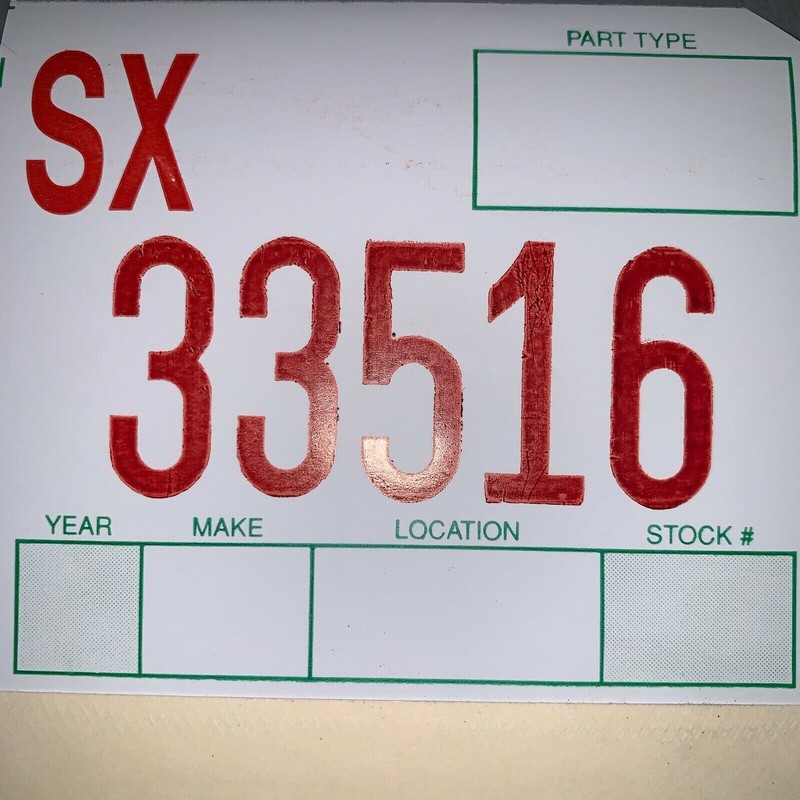 PART TYPE
SX
33516
YEAR MAKE LOCATION STOCK #